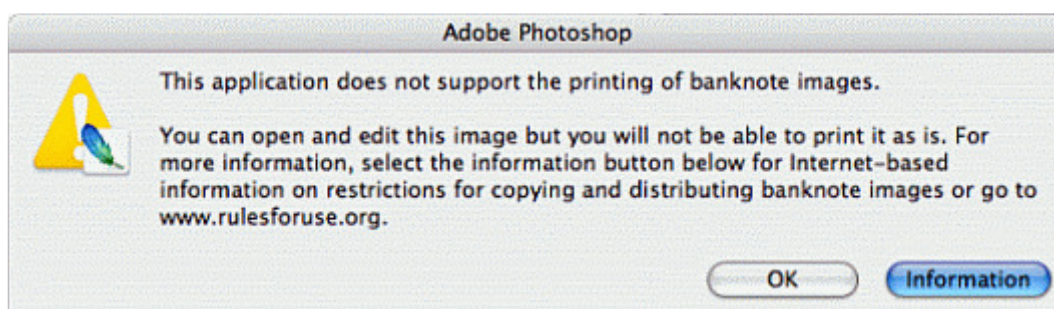 Adobe Photoshop
This application does not support the printing of banknote images.
You can open and edit this image but you will not be able to print it as is. For
more information, select the information button below for Internet-based
information on restrictions for copying and distributing banknote images or go to
www.rulesforuse.org.
OK
Information